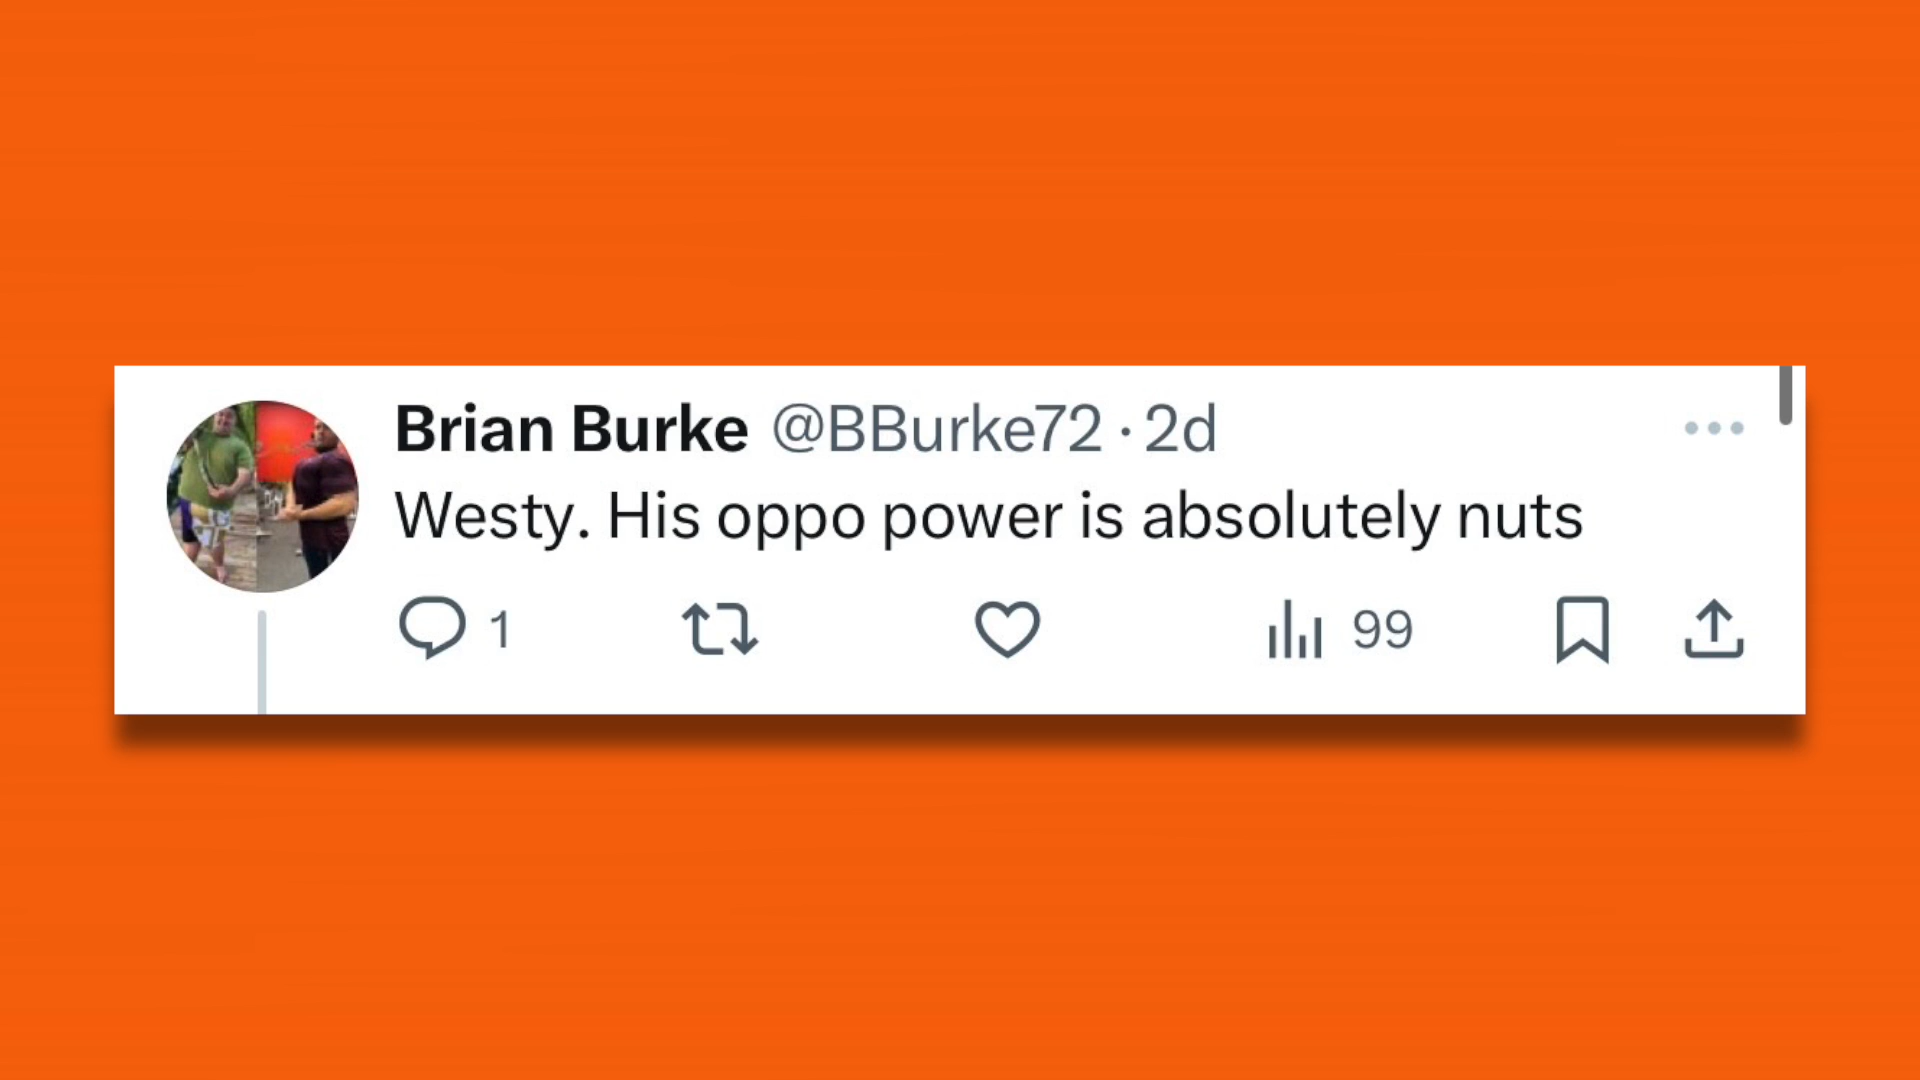 Brian Burke @BBurke72 · 2d
Westy. His oppo power is absolutely nuts
1 99